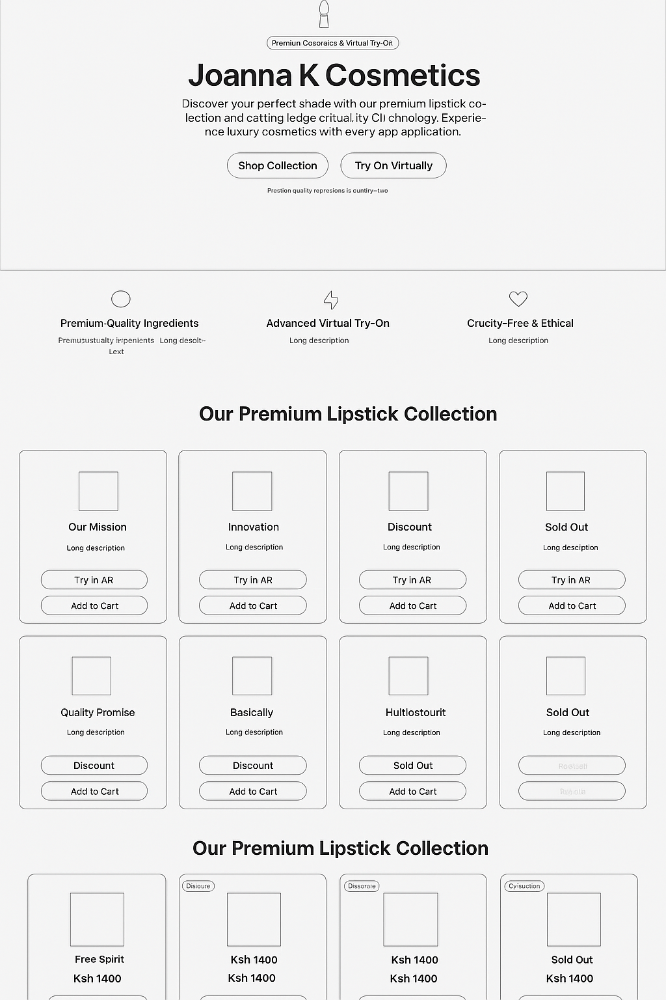 Premiun Cosoraics & Virtual Try-On
Joanna K Cosmetics
Discover your perfect shade with our premium lipstick co-
lection and catting ledge critual, ity CI) chnology. Experie-
nce luxury cosmetics with every app application.
Shop Collection Try On Virtually
Prestion quality represions is cuntiry–two
Premium-Quality Ingredients Advanced Virtual Try-On Crucity-Free & Ethical
Long desolt-- Long description Long description
Lext
Our Premium Lipstick Collection
Our Mission Innovation Discount Sold Out
Long description Long description Long description Long desciption
Try in AR Try in AR Try in AR Try in AR
Add to Cart Add to Cart Add to Cart Add to Cart
Quality Promise Basically Hultlostourit Sold Out
Long description Long description Long description Long description
Discount Discount Sold Out
Add to Cart Add to Cart Add to Cart
Our Premium Lipstick Collection
Disioure Dissorate Cyisuction
Free Spirit Ksh 1400 Ksh 1400 Sold Out
Ksh 1400 Ksh 1400 Ksh 1400 Ksh 1400